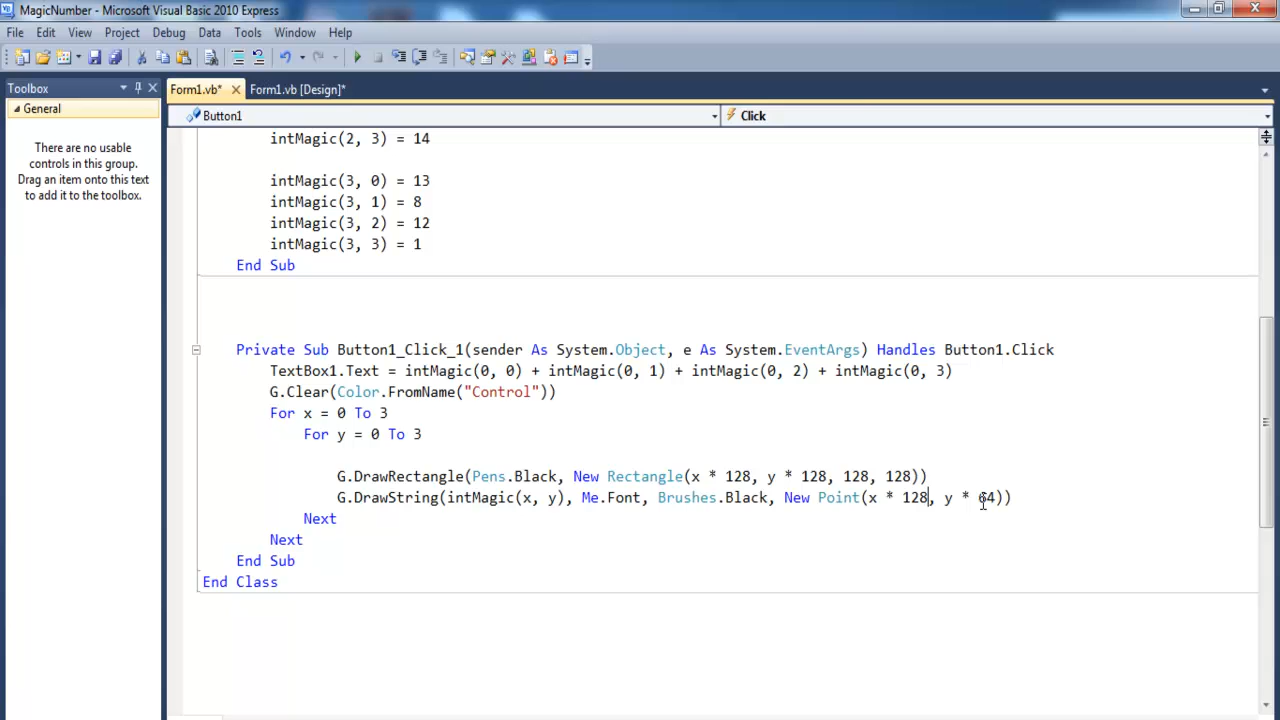 MagicNumber - Microsoft Visual Basic 2010 Express
File Edit View Project Debug Data Tools Window Help
Toolbox
General
There are no usable
controls in this group.
Drag an item onto this text
to add it to the toolbox.
Form1.vb* Form1.vb [Design]*
Button1 Click
intMagic(2, 3) = 14
intMagic(3, 0) = 13
intMagic(3, 1) = 8
intMagic(3, 2) = 12
intMagic(3, 3) = 1
End Sub
Private Sub Button1_Click_1(sender As System.Object, e As System.EventArgs) Handles Button1.Click
TextBox1.Text = intMagic(0, 0) + intMagic(0, 1) + intMagic(0, 2) + intMagic(0, 3)
G.Clear(Color.FromName("Control"))
For x = 0 To 3
For y = 0 To 3
G.DrawRectangle(Pens.Black, New Rectangle(x * 128, y * 128, 128, 128))
G.DrawString(intMagic(x, y), Me.Font, Brushes.Black, New Point(x * 128, y * 64))
Next
Next
End Sub
End Class